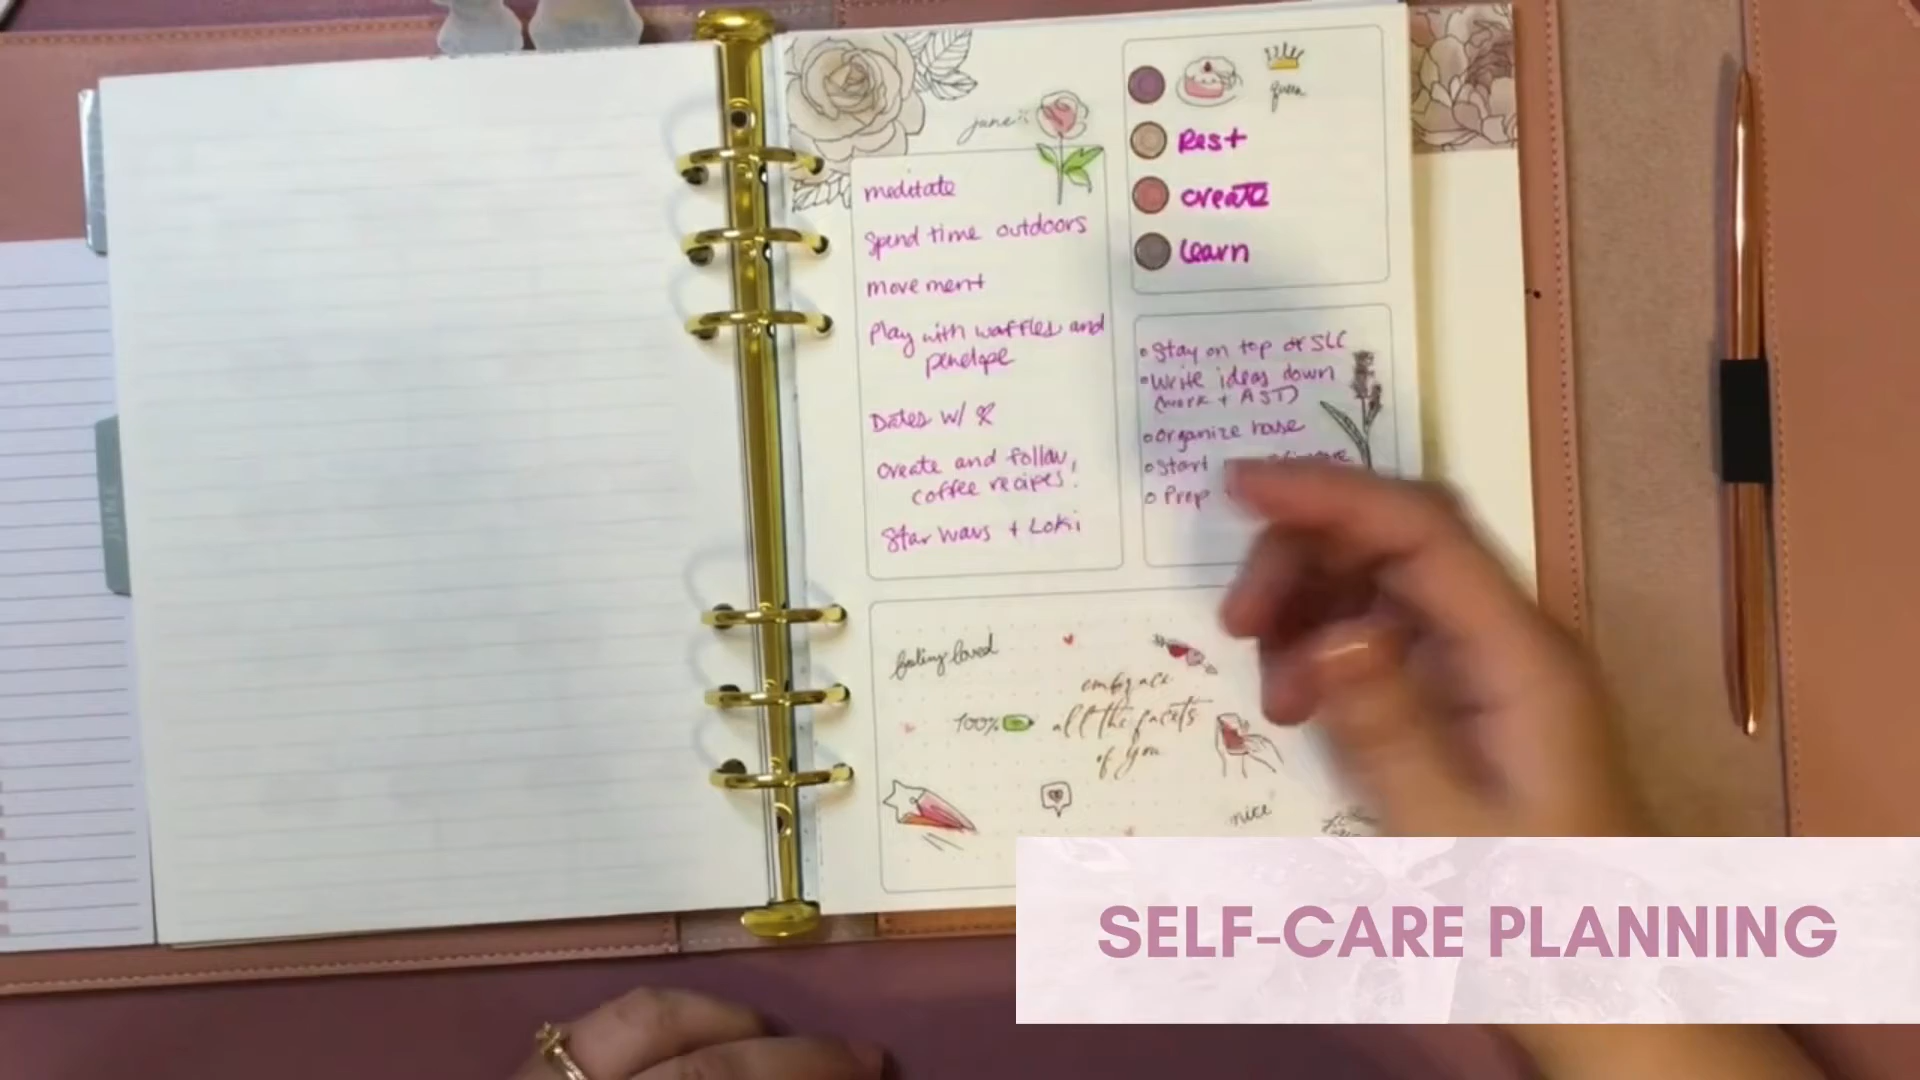 june
meditate
Spend time outdoors
movement
Play with waffles and
penelope
Dates w/
create and follow
coffee recipes!
Star Wars + Loki
queen
Rest
create
learn
Stay on top of SLC
Write ideas down
(work + AST)
organize house
Start
Prep
feeling loved
100%
embrace
all the facets
of you
nice
SELF-CARE PLANNING